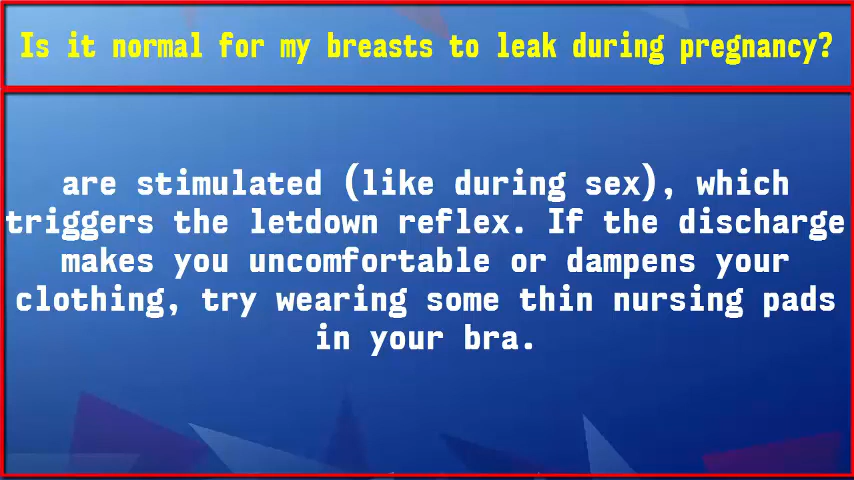 Is it normal for my breasts to leak during pregnancy?
are stimulated (like during sex), which
triggers the letdown reflex. If the discharge
makes you uncomfortable or dampens your
clothing, try wearing some thin nursing pads
in your bra.